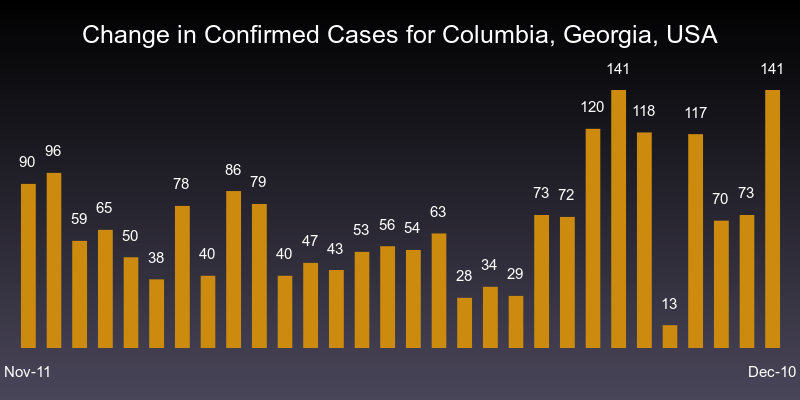 Change in Confirmed Cases for Columbia, Georgia, USA
90 96 59 65 50 38 78 40 86 79 40 47 43 53 56 54 63 28 34 29 73 72 120 141 118 13 117 70 73 141
Nov-11 Dec-10